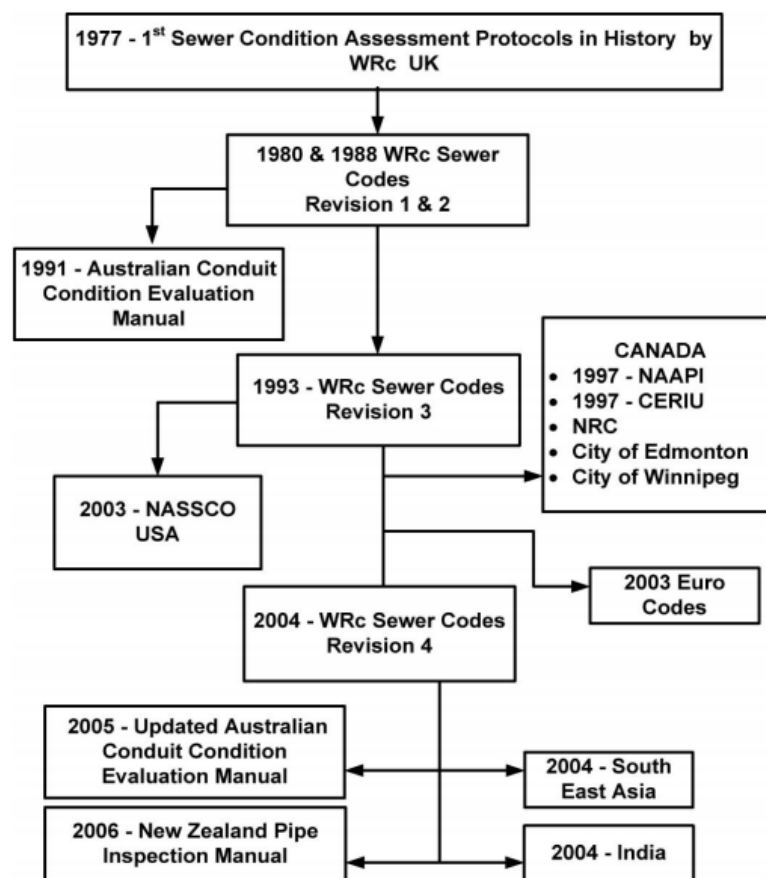 1977 - 1st Sewer Condition Assessment Protocols in History by
WRc UK
1980 & 1988 WRc Sewer
Codes
Revision 1 & 2
1991 - Australian Conduit
Condition Evaluation
Manual
1993 - WRc Sewer Codes
Revision 3
CANADA
• 1997 - NAAPI
• 1997 - CERIU
• NRC
• City of Edmonton
• City of Winnipeg
2003 - NASSCO
USA
2003 Euro
Codes
2004 - WRc Sewer Codes
Revision 4
2005 - Updated Australian
Conduit Condition
Evaluation Manual
2004 - South
East Asia
2006 - New Zealand Pipe
Inspection Manual
2004 - India